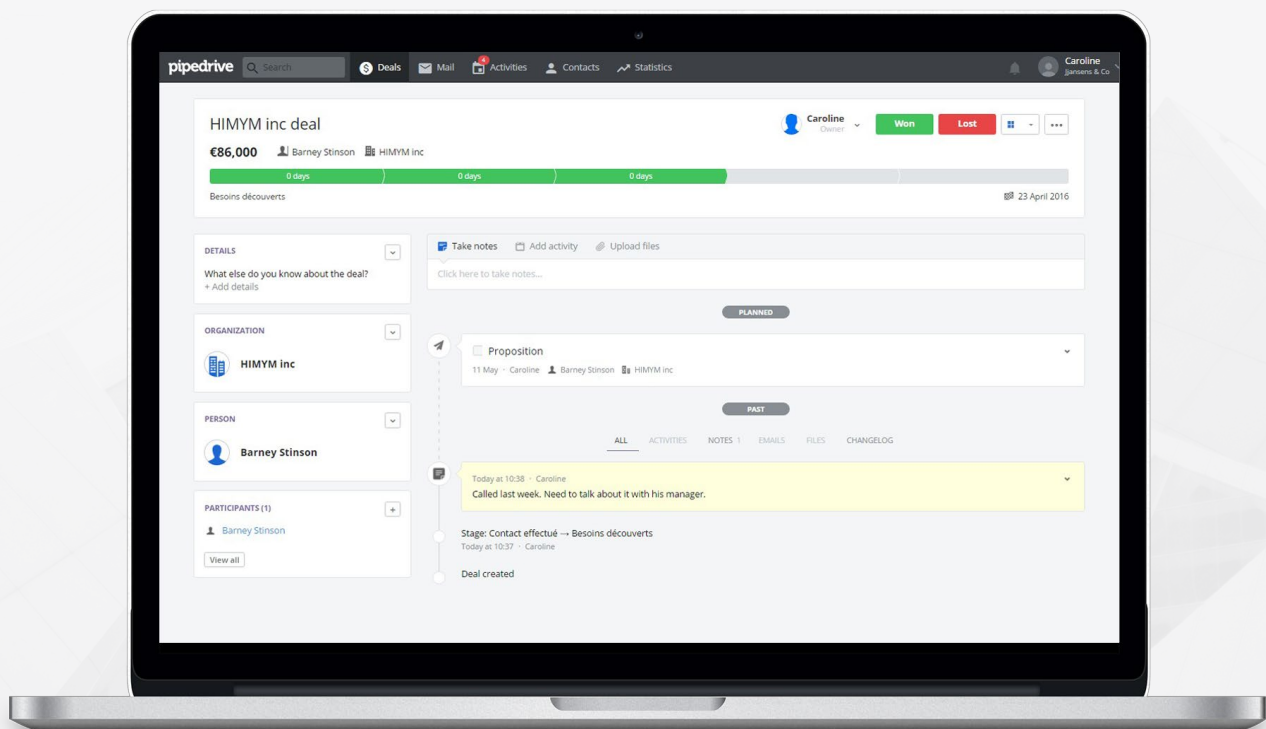 pipedrive Search Deals Mail 4 Activities Contacts Statistics Caroline
Jjansens & Co
HIMYM inc deal
Caroline
Owner
Won Lost
€86,000 Barney Stinson HIMYM inc
0 days 0 days 0 days
Besoins découverts 23 April 2016
DETAILS
What else do you know about the deal?
+ Add details
ORGANIZATION
HIMYM inc
PERSON
Barney Stinson
PARTICIPANTS (1) +
Barney Stinson
View all
Take notes Add activity Upload files
Click here to take notes...
PLANNED
Proposition
11 May · Caroline Barney Stinson HIMYM inc
PAST
ALL ACTIVITIES NOTES 1 EMAILS FILES CHANGELOG
Today at 10:38 · Caroline
Called last week. Need to talk about it with his manager.
Stage: Contact effectué → Besoins découverts
Today at 10:37 · Caroline
Deal created